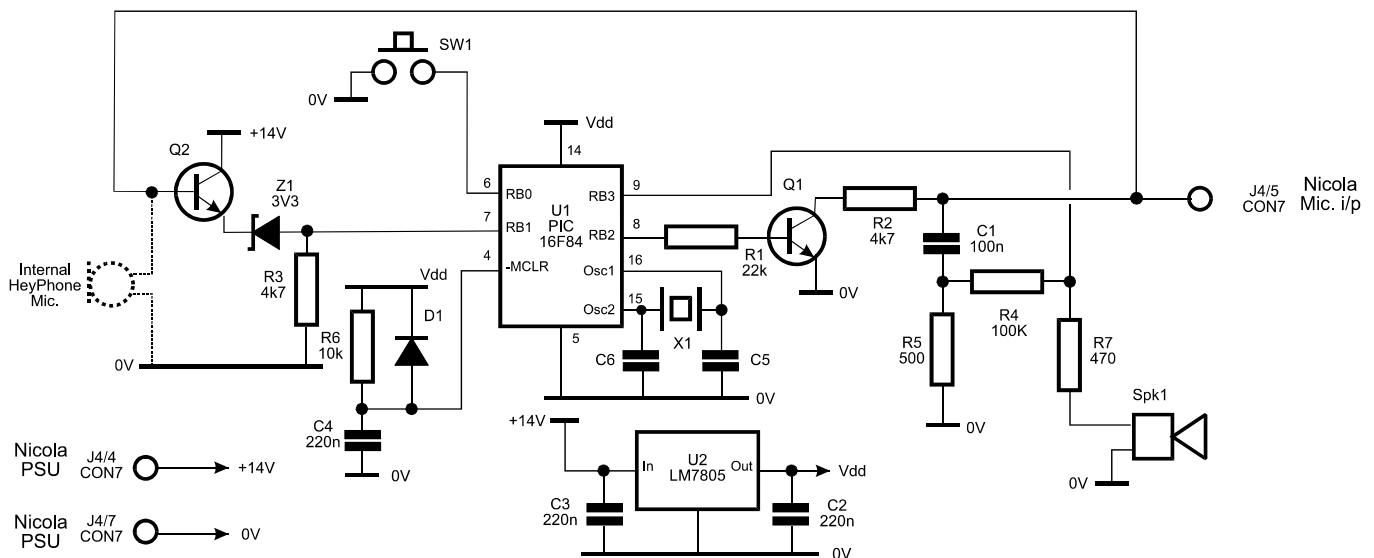 SW1
0V
Vdd
+14V
Q2
14
Z1
3V3
6
RB0
7
RB1
4
-MCLR
U1
PIC
16F84
9
RB3
8
RB2
16
Osc1
15
Osc2
5
Q1
R1
22k
0V
R2
4k7
C1
100n
J4/5
CON7
Nicola
Mic. i/p
Internal
HeyPhone
Mic.
R3
4k7
0V
Vdd
R6
10k
D1
C4
220n
0V
X1
C6
C5
0V
R4
100K
R5
500
0V
R7
470
Spk1
0V
+14V
In
U2
LM7805
Out
Vdd
C3
220n
C2
220n
0V
Nicola
PSU
J4/4
CON7
+14V
Nicola
PSU
J4/7
CON7
0V